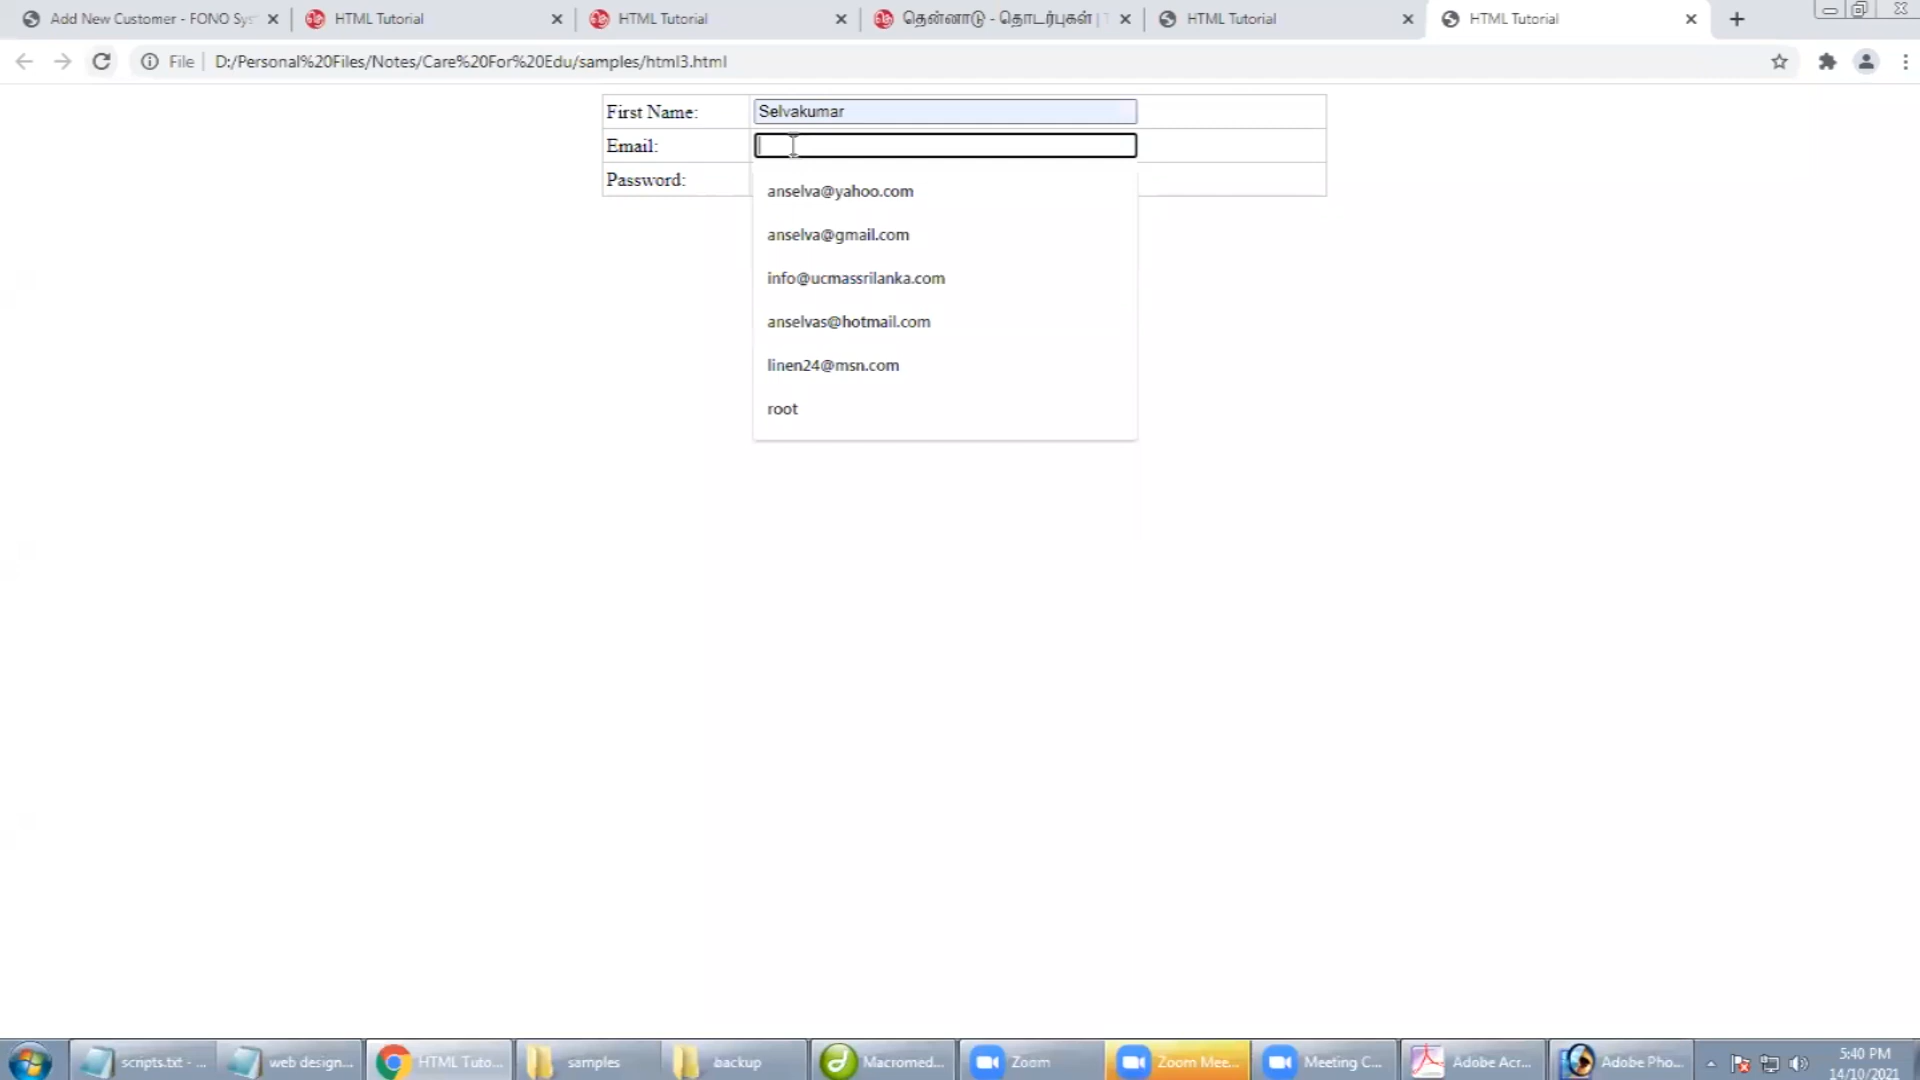 Add New Customer - FONO Sys
HTML Tutorial
HTML Tutorial
தென்னாடு - தொடர்புகள் | T
HTML Tutorial
HTML Tutorial
File | D:/Personal%20Files/Notes/Care%20For%20Edu/samples/html3.html
First Name: Selvakumar
Email:
Password:
anselva@yahoo.com
anselva@gmail.com
info@ucmassrilanka.com
anselvas@hotmail.com
linen24@msn.com
root
scripts.txt - ...
web design...
HTML Tuto...
samples
backup
Macromed...
Zoom
Zoom Mee...
Meeting C...
Adobe Acr...
Adobe Pho...
5:40 PM
14/10/2021